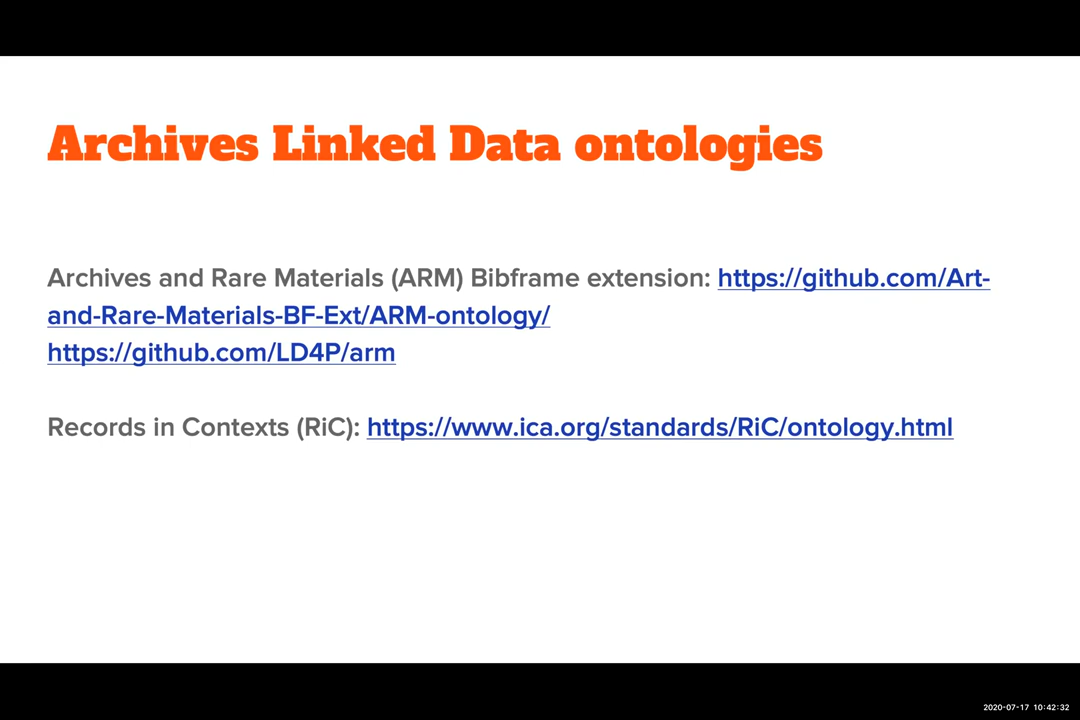 Archives Linked Data ontologies
Archives and Rare Materials (ARM) Bibframe extension: https://github.com/Art-
and-Rare-Materials-BF-Ext/ARM-ontology/
https://github.com/LD4P/arm
Records in Contexts (RiC): https://www.ica.org/standards/RiC/ontology.html
2020-07-17 10:42:32